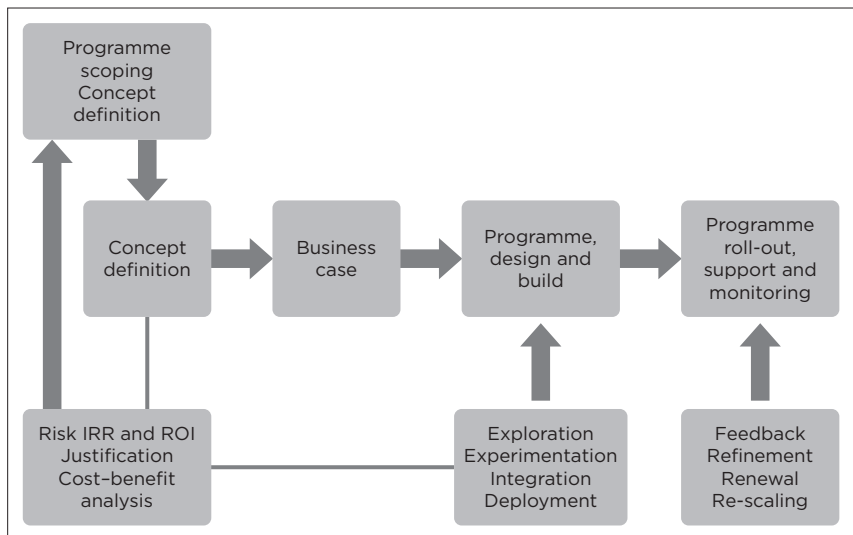 Programme
scoping
Concept
definition
Concept
definition
Business
case
Programme,
design and
build
Programme
roll-out,
support and
monitoring
Risk IRR and ROI
Justification
Cost–benefit
analysis
Exploration
Experimentation
Integration
Deployment
Feedback
Refinement
Renewal
Re-scaling